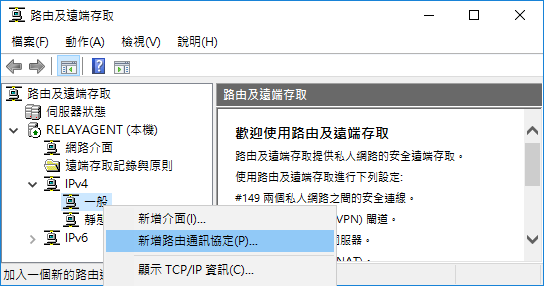 路由及遠端存取
檔案(F) 動作(A) 檢視(V) 說明(H)
路由及遠端存取
伺服器狀態
RELAYAGENT (本機)
網路介面
遠端存取記錄與原則
IPv4
一般
靜態
IPv6
加入一個新的路由
路由及遠端存取
歡迎使用路由及遠端存取
路由及遠端存取提供私人網路的安全遠端存取。
使用路由及遠端存取進行下列設定:
#149 兩個私人網路之間的安全連線。
VPN) 閘道。
服器。
NAT)。
新增介面(I)...
新增路由通訊協定(P)...
顯示 TCP/IP 資訊(C)...